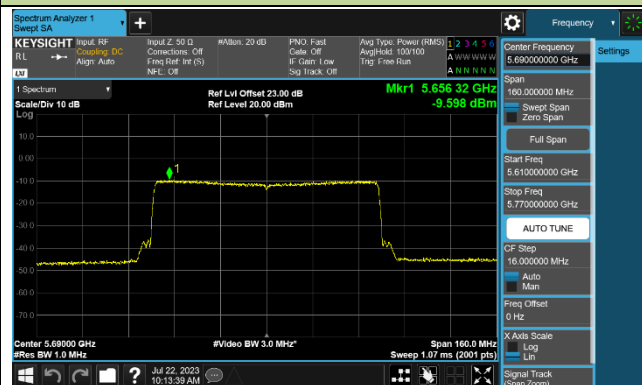 Spectrum Analyzer 1
Swept SA
Frequency
KEYSIGHT
Input: RF
Coupling: DC
Align: Auto
Input Z: 50 Ω
Corrections: Off
Freq Ref: Int (S)
NFE: Off
#Atten: 20 dB
PNO: Fast
Gate: Off
IF Gain: Low
Sig Track: Off
Avg Type: Power (RMS)
Avg|Hold: 100/100
Trig: Free Run
1 2 3 4 5 6
A W W W W W
A N N N N N
RL
LXI
1 Spectrum
Scale/Div 10 dB
Log
Ref Lvl Offset 23.00 dB
Ref Level 20.00 dBm
Mkr1 5.656 32 GHz
-9.598 dBm
10.0
0.00
-10.0
-20.0
-30.0
-40.0
-50.0
-60.0
-70.0
1
Center 5.69000 GHz
#Res BW 1.0 MHz
#Video BW 3.0 MHz*
Span 160.0 MHz
Sweep 1.07 ms (2001 pts)
Jul 22, 2023
10:13:39 AM
Center Frequency
5.690000000 GHz
Span
160.000000 MHz
Swept Span
Zero Span
Full Span
Start Freq
5.610000000 GHz
Stop Freq
5.770000000 GHz
AUTO TUNE
CF Step
16.000000 MHz
Auto
Man
Freq Offset
0 Hz
X Axis Scale
Log
Lin
Signal Track
(Span Zoom)
Settings